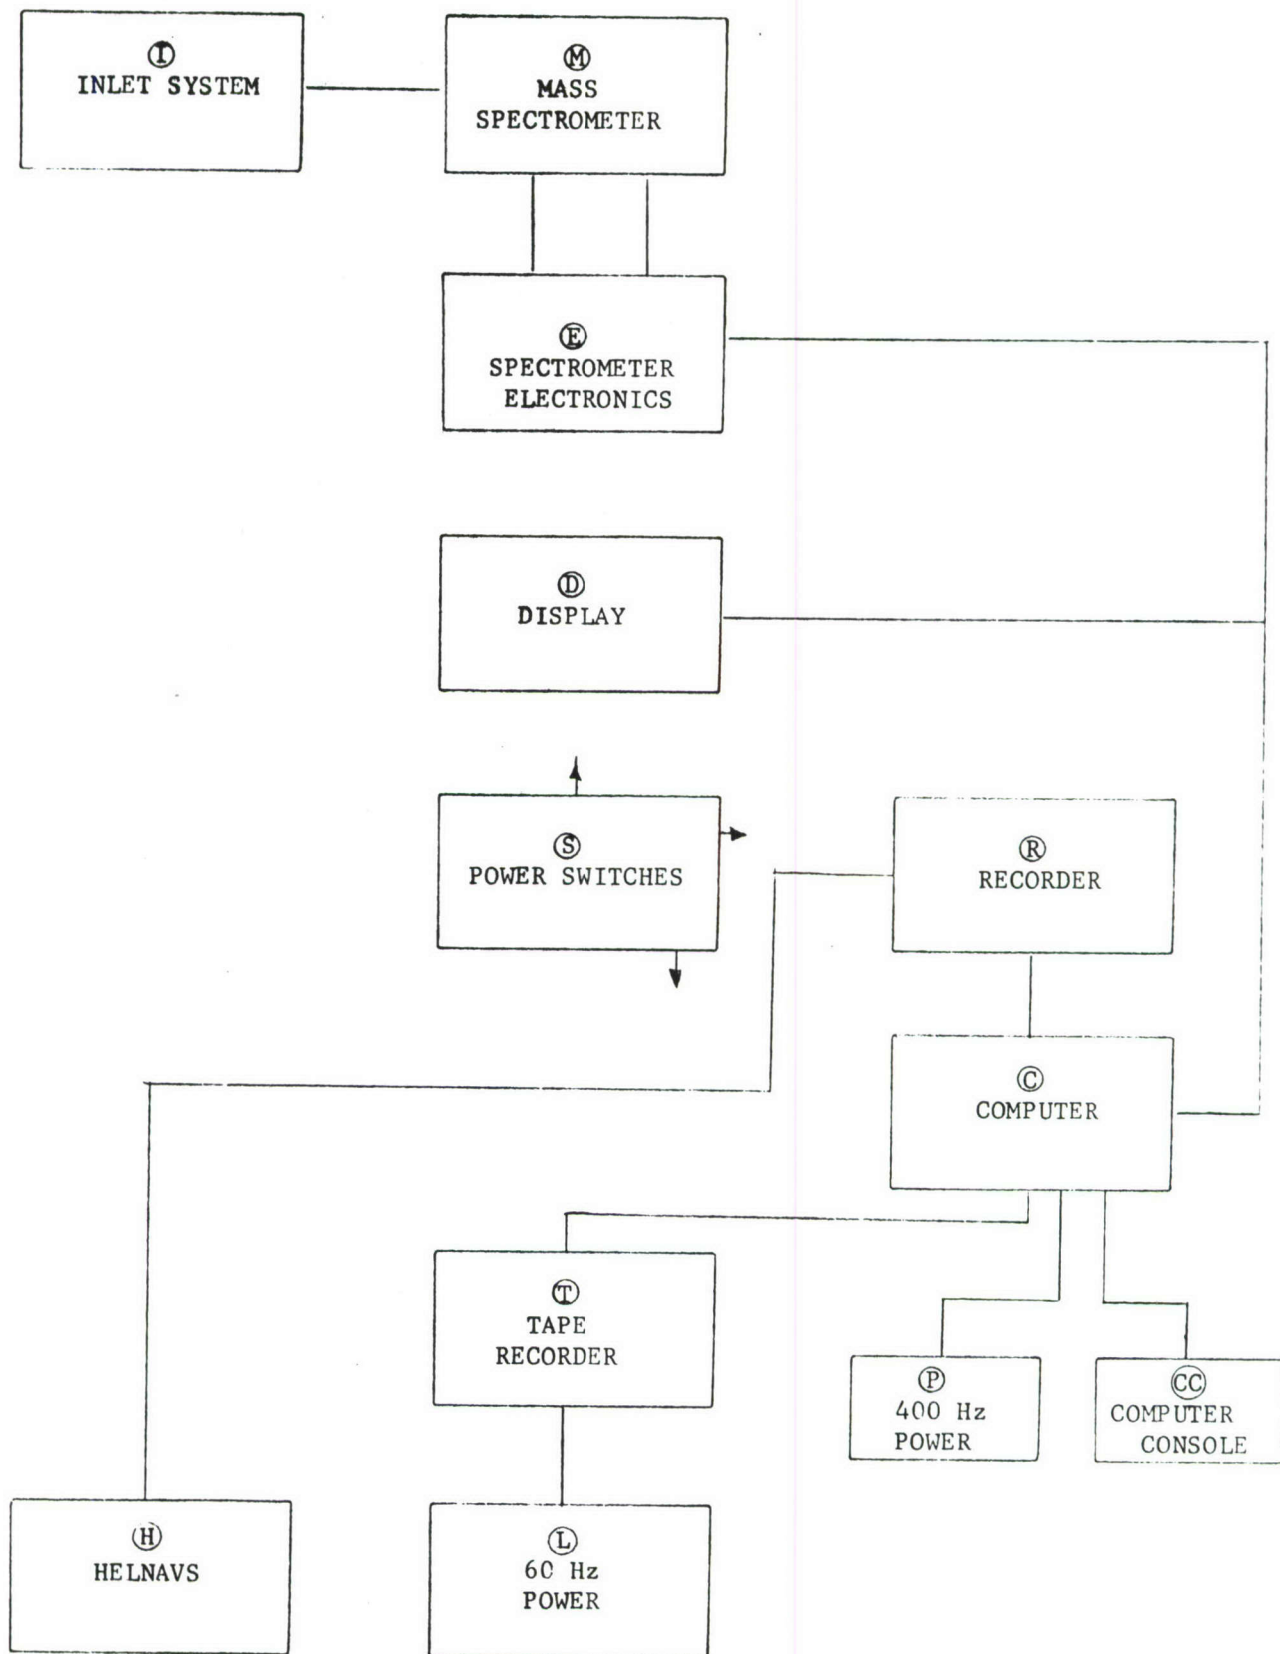 I
INLET SYSTEM
M
MASS
SPECTROMETER
E
SPECTROMETER
ELECTRONICS
D
DISPLAY
S
POWER SWITCHES
R
RECORDER
C
COMPUTER
T
TAPE
RECORDER
P
400 Hz
POWER
CC
COMPUTER
CONSOLE
H
HELNAVS
L
60 Hz
POWER